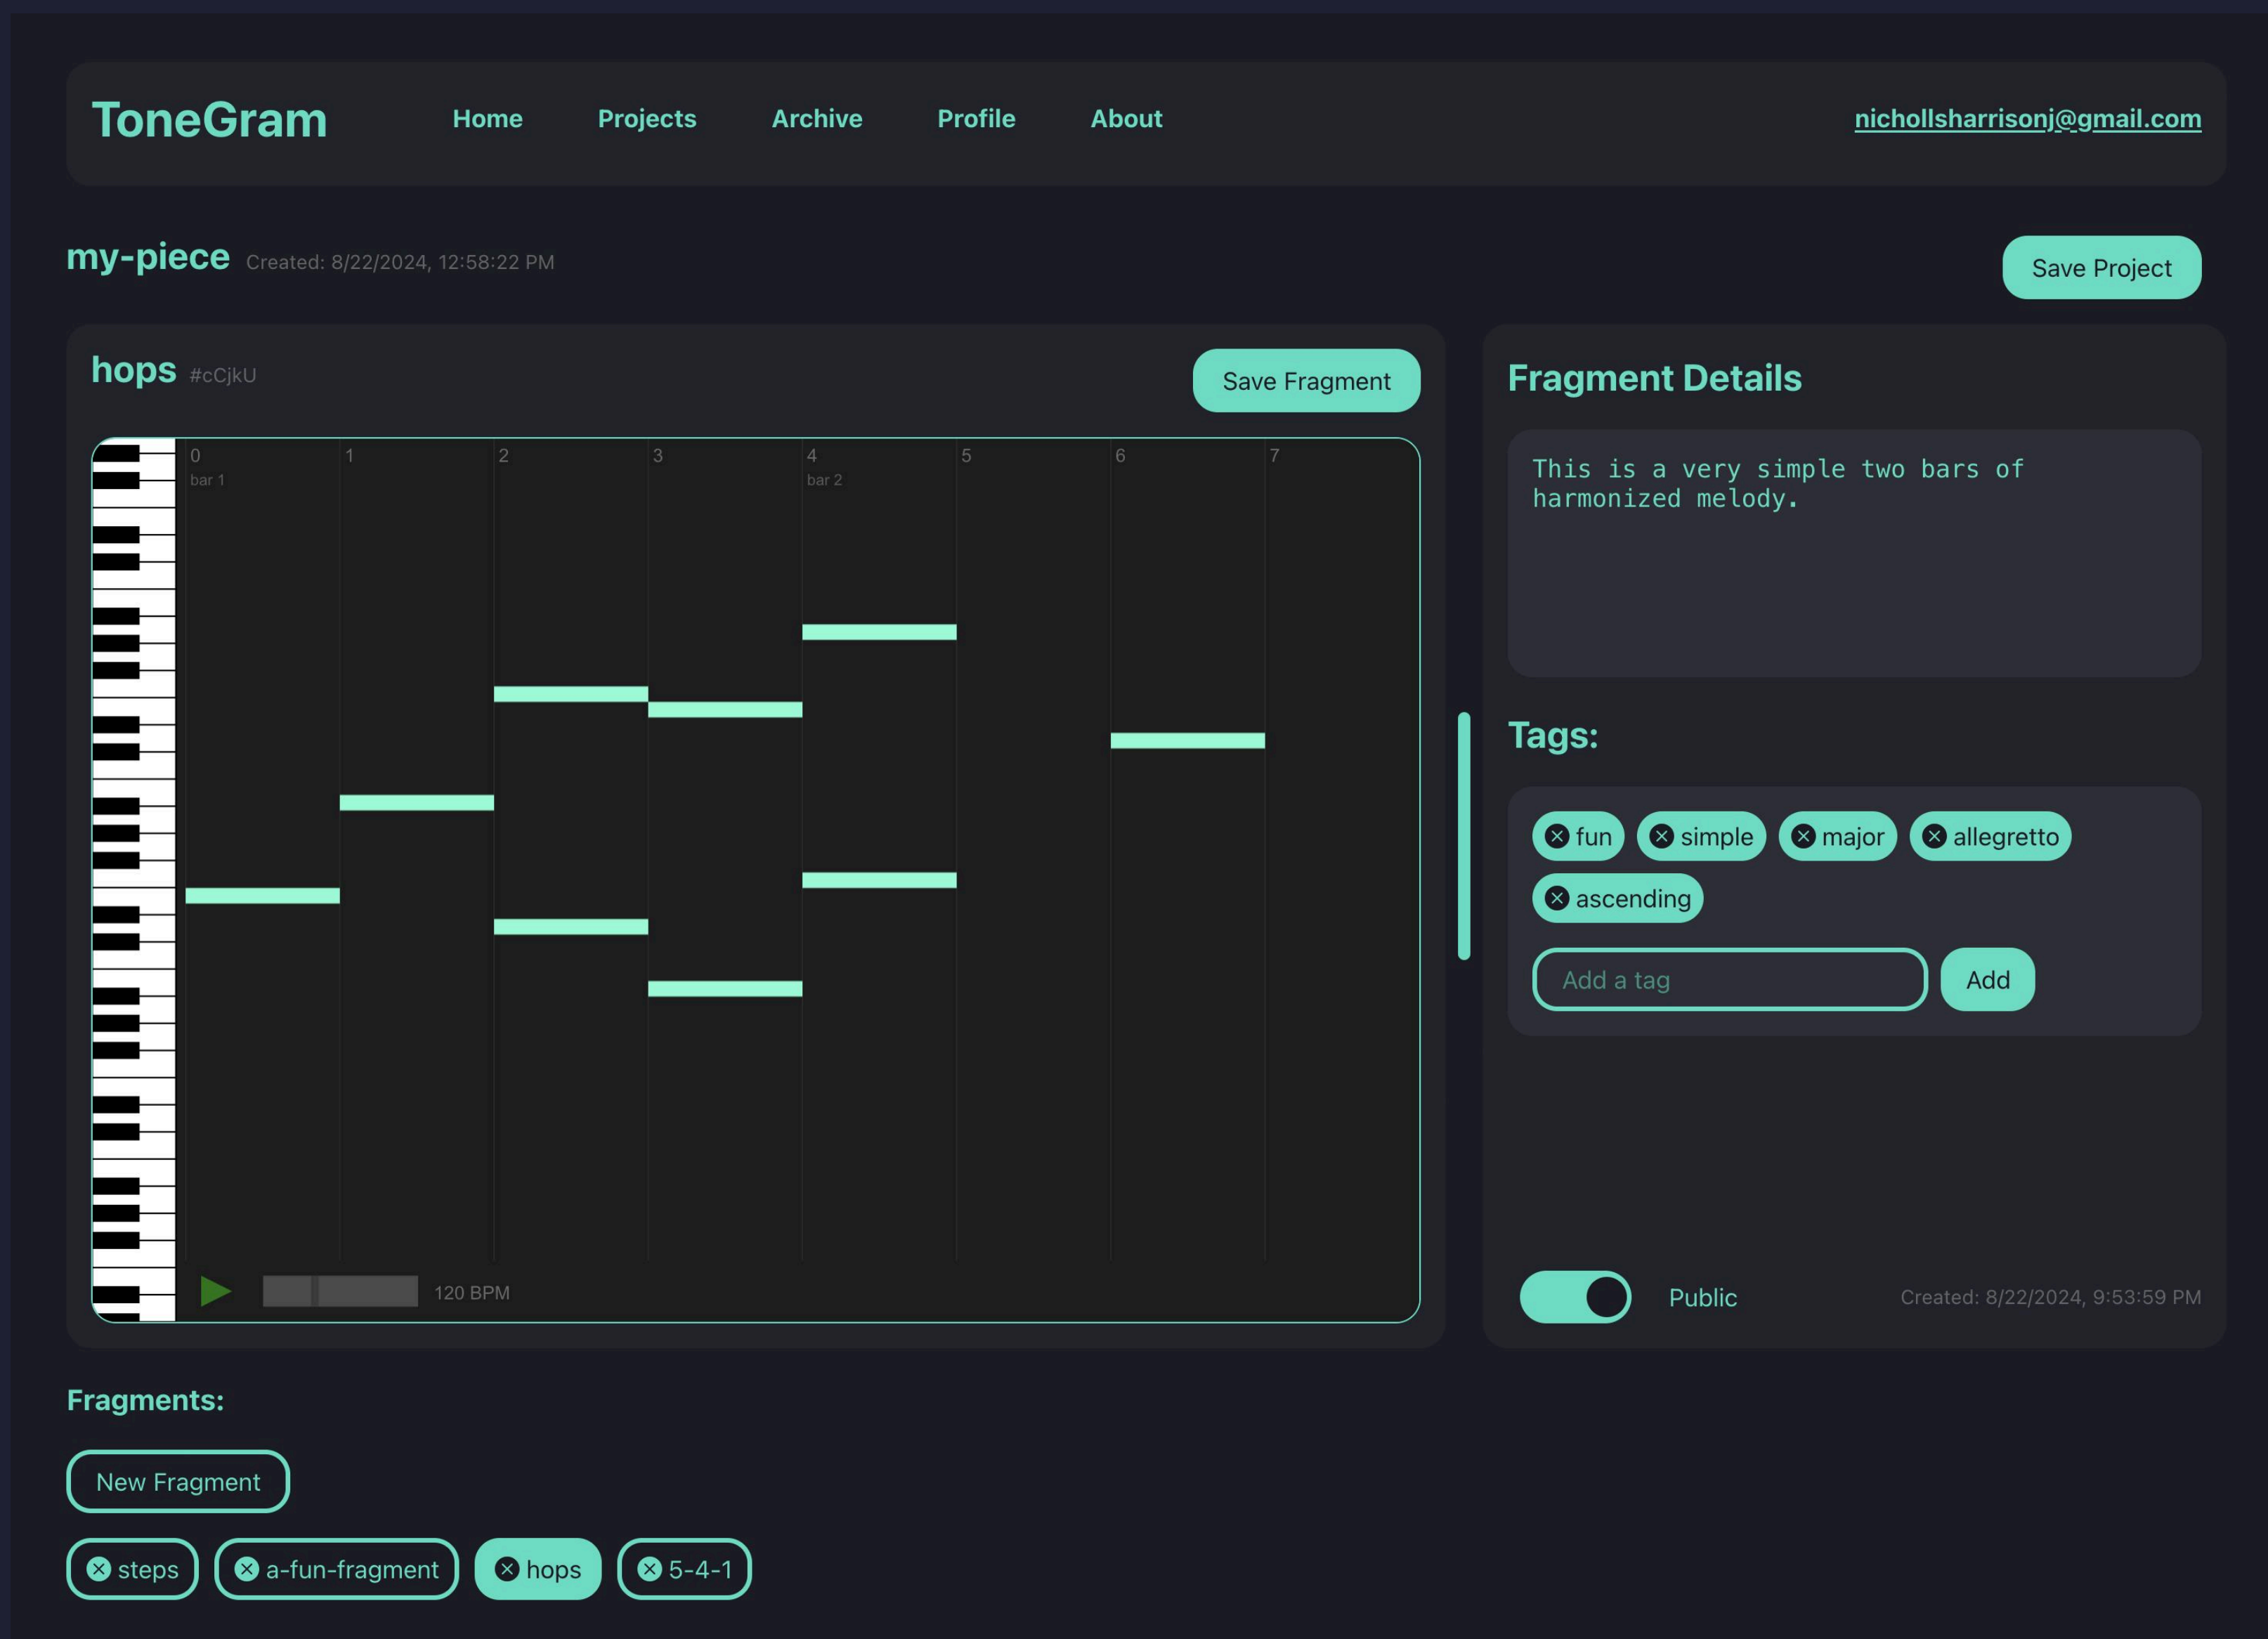 ToneGram Home Projects Archive Profile About nichollsharrisonj@gmail.com
my-piece Created: 8/22/2024, 12:58:22 PM
Save Project
hops #cCjkU
Save Fragment
0 1 2 3 4 5 6 7
bar 1 bar 2
120 BPM
Fragment Details
This is a very simple two bars of
harmonized melody.
Tags:
fun simple major allegretto
ascending
Add a tag Add
Public Created: 8/22/2024, 9:53:59 PM
Fragments:
New Fragment
steps a-fun-fragment hops 5-4-1